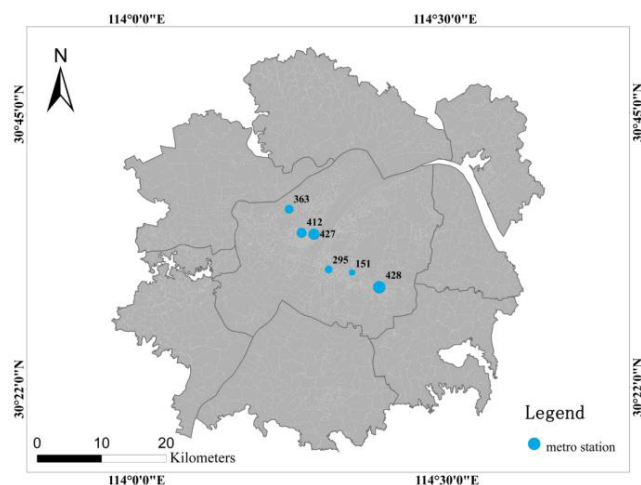 114°0'0"E 114°30'0"E
N
30°45'0"N 30°45'0"N
363
412
427
295 151
428
30°22'0"N 30°22'0"N
Legend
metro station
0 10 20
Kilometers
114°0'0"E 114°30'0"E